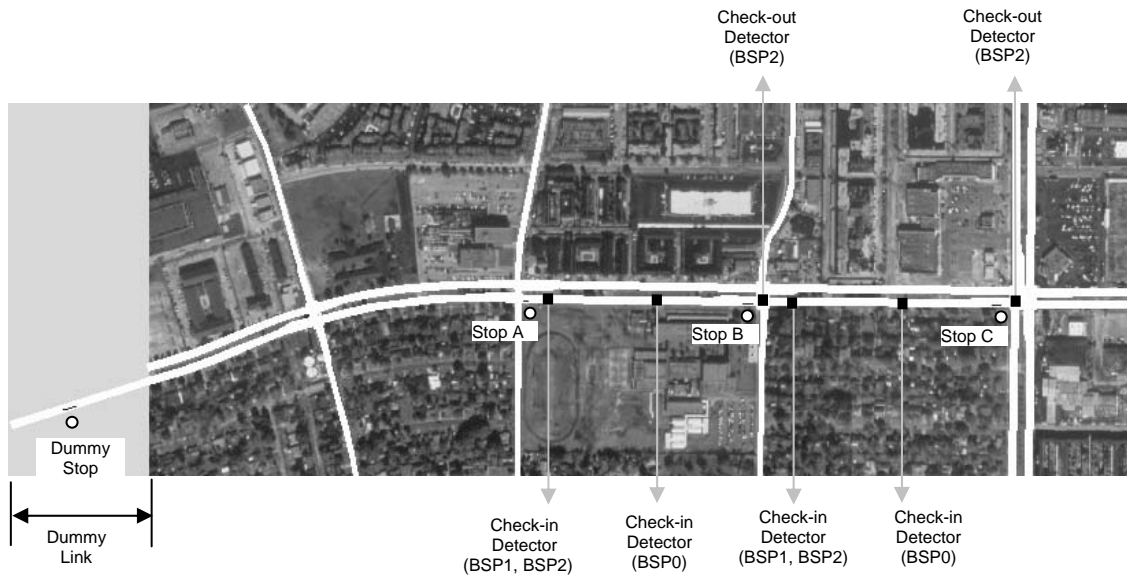 Check-out
Detector
(BSP2)
Check-out
Detector
(BSP2)
Stop A
Stop B
Stop C
Dummy
Stop
Dummy
Link
Check-in
Detector
(BSP1, BSP2)
Check-in
Detector
(BSP0)
Check-in
Detector
(BSP1, BSP2)
Check-in
Detector
(BSP0)